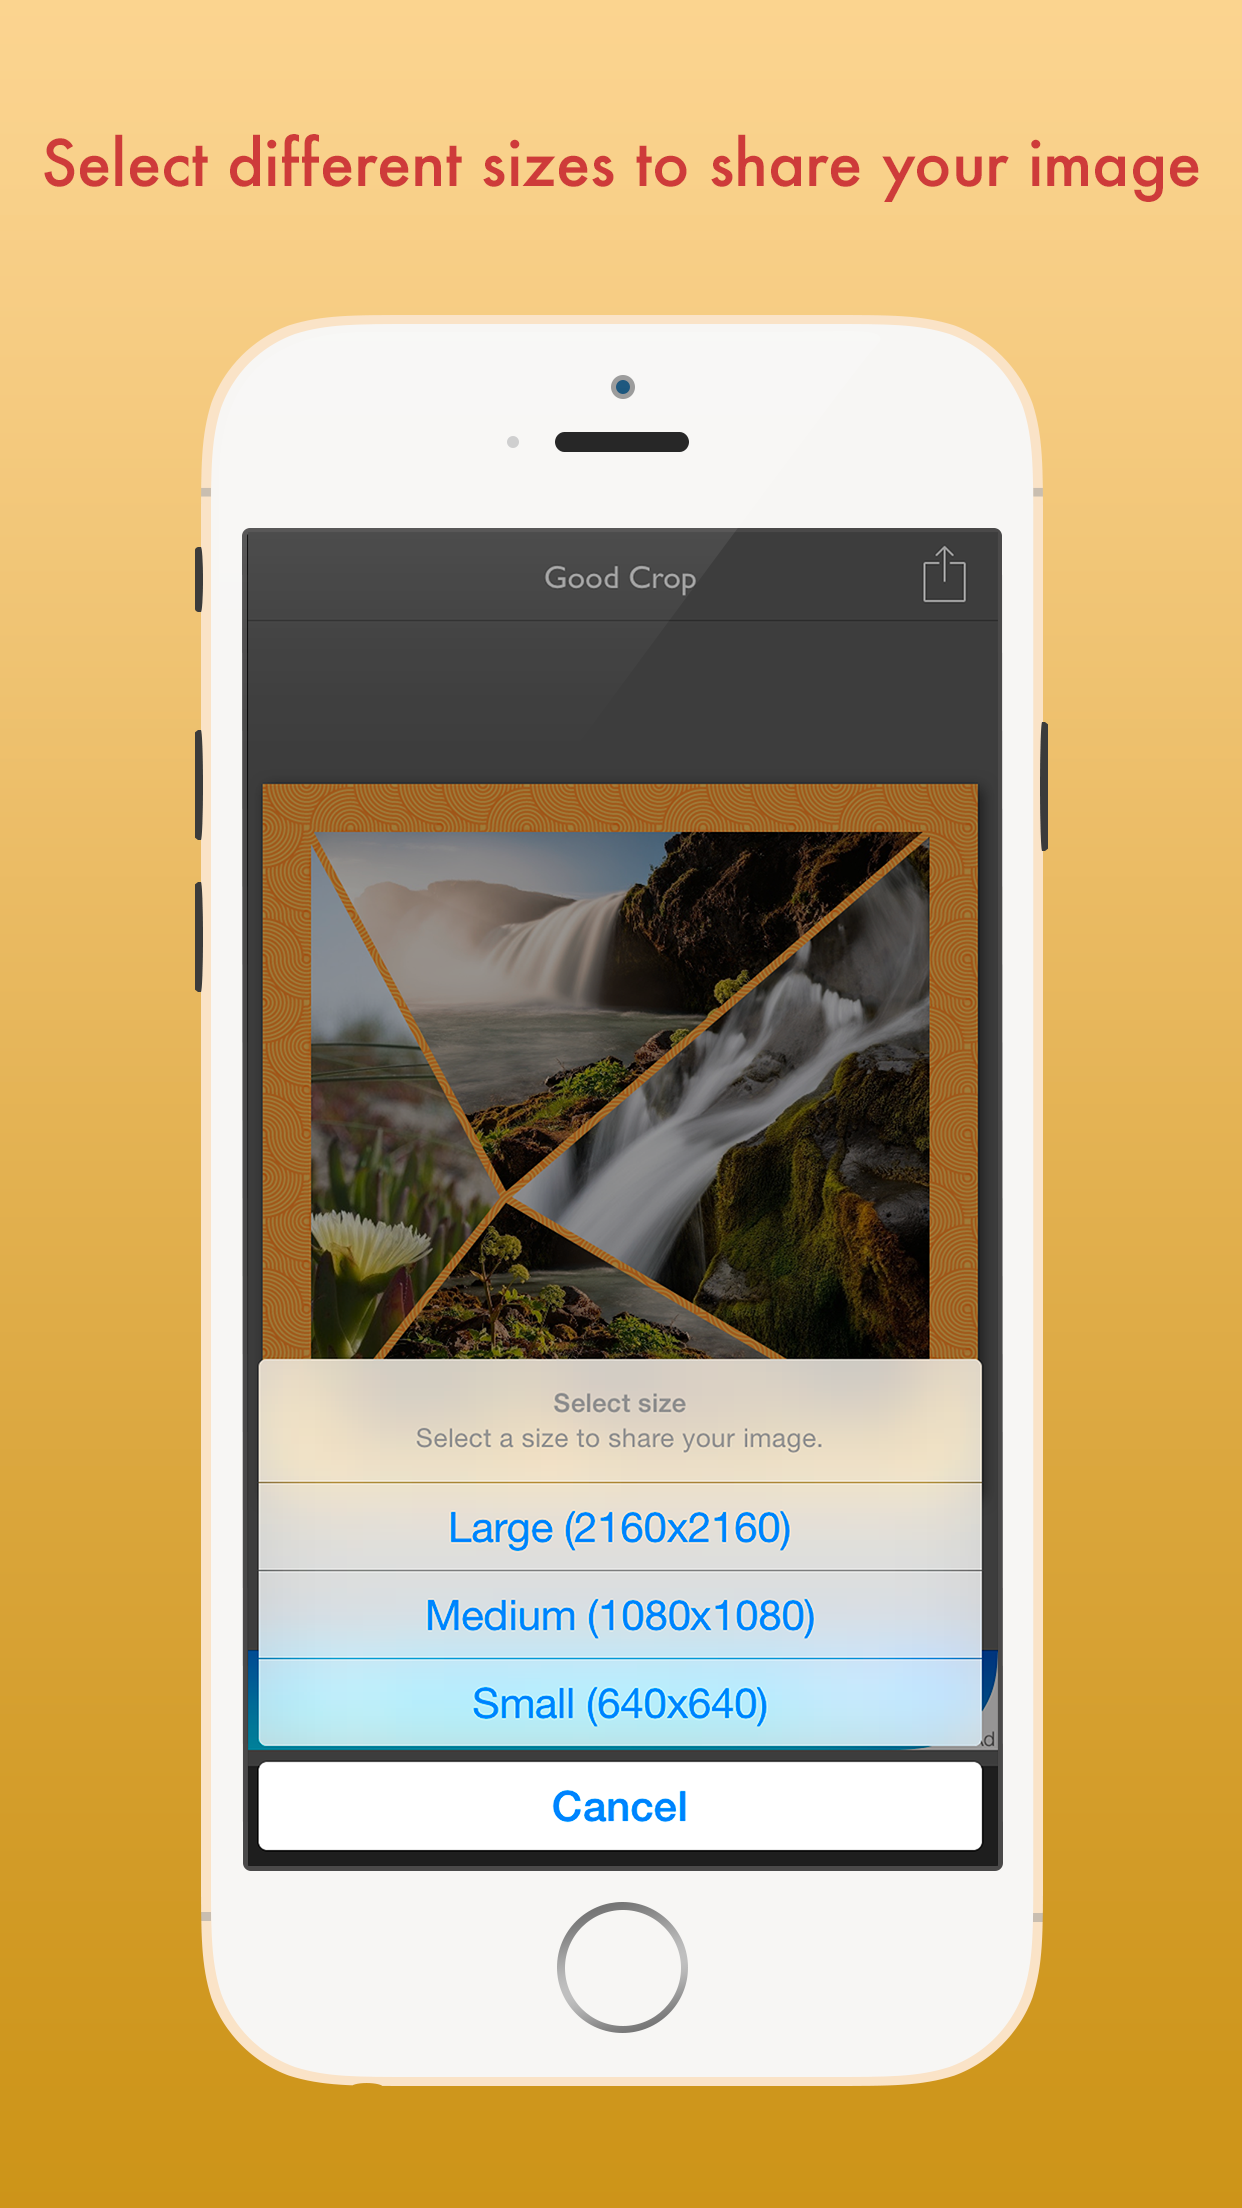 Select different sizes to share your image
Good Crop
Select size
Select a size to share your image.
Large (2160x2160)
Medium (1080x1080)
Small (640x640)
Cancel